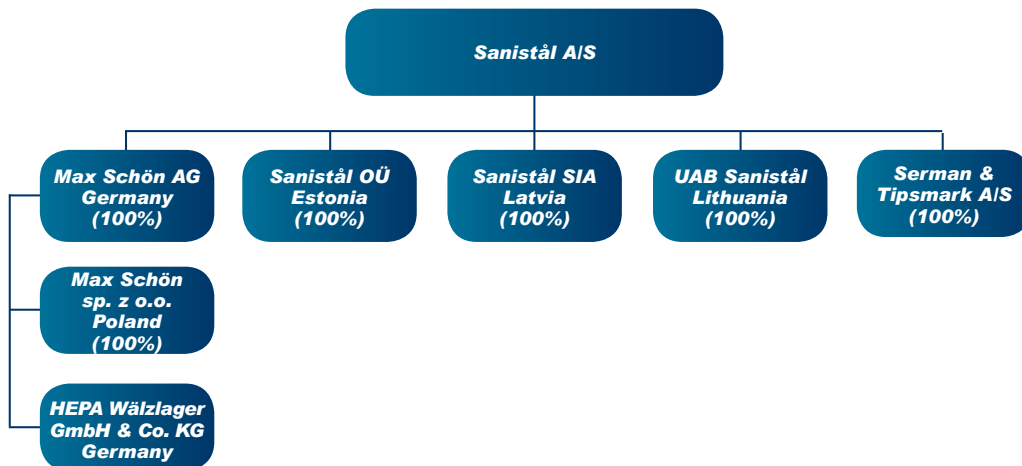 Sanistål A/S
Max Schön AG
Germany
(100%)
Sanistål OÜ
Estonia
(100%)
Sanistål SIA
Latvia
(100%)
UAB Sanistål
Lithuania
(100%)
Serman &
Tipsmark A/S
(100%)
Max Schön
sp. z o.o.
Poland
(100%)
HEPA Wälzlager
GmbH & Co. KG
Germany